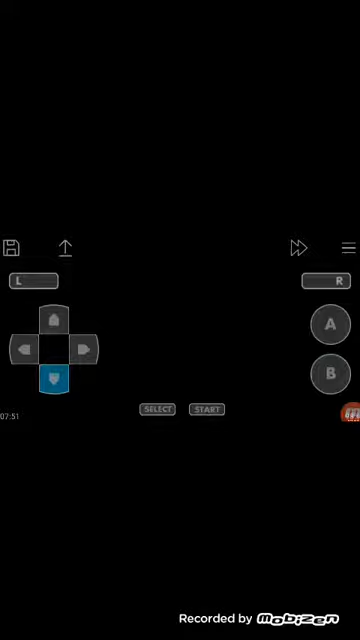 L
R
A
B
SELECT
START
07:51
Recorded by Mobizen